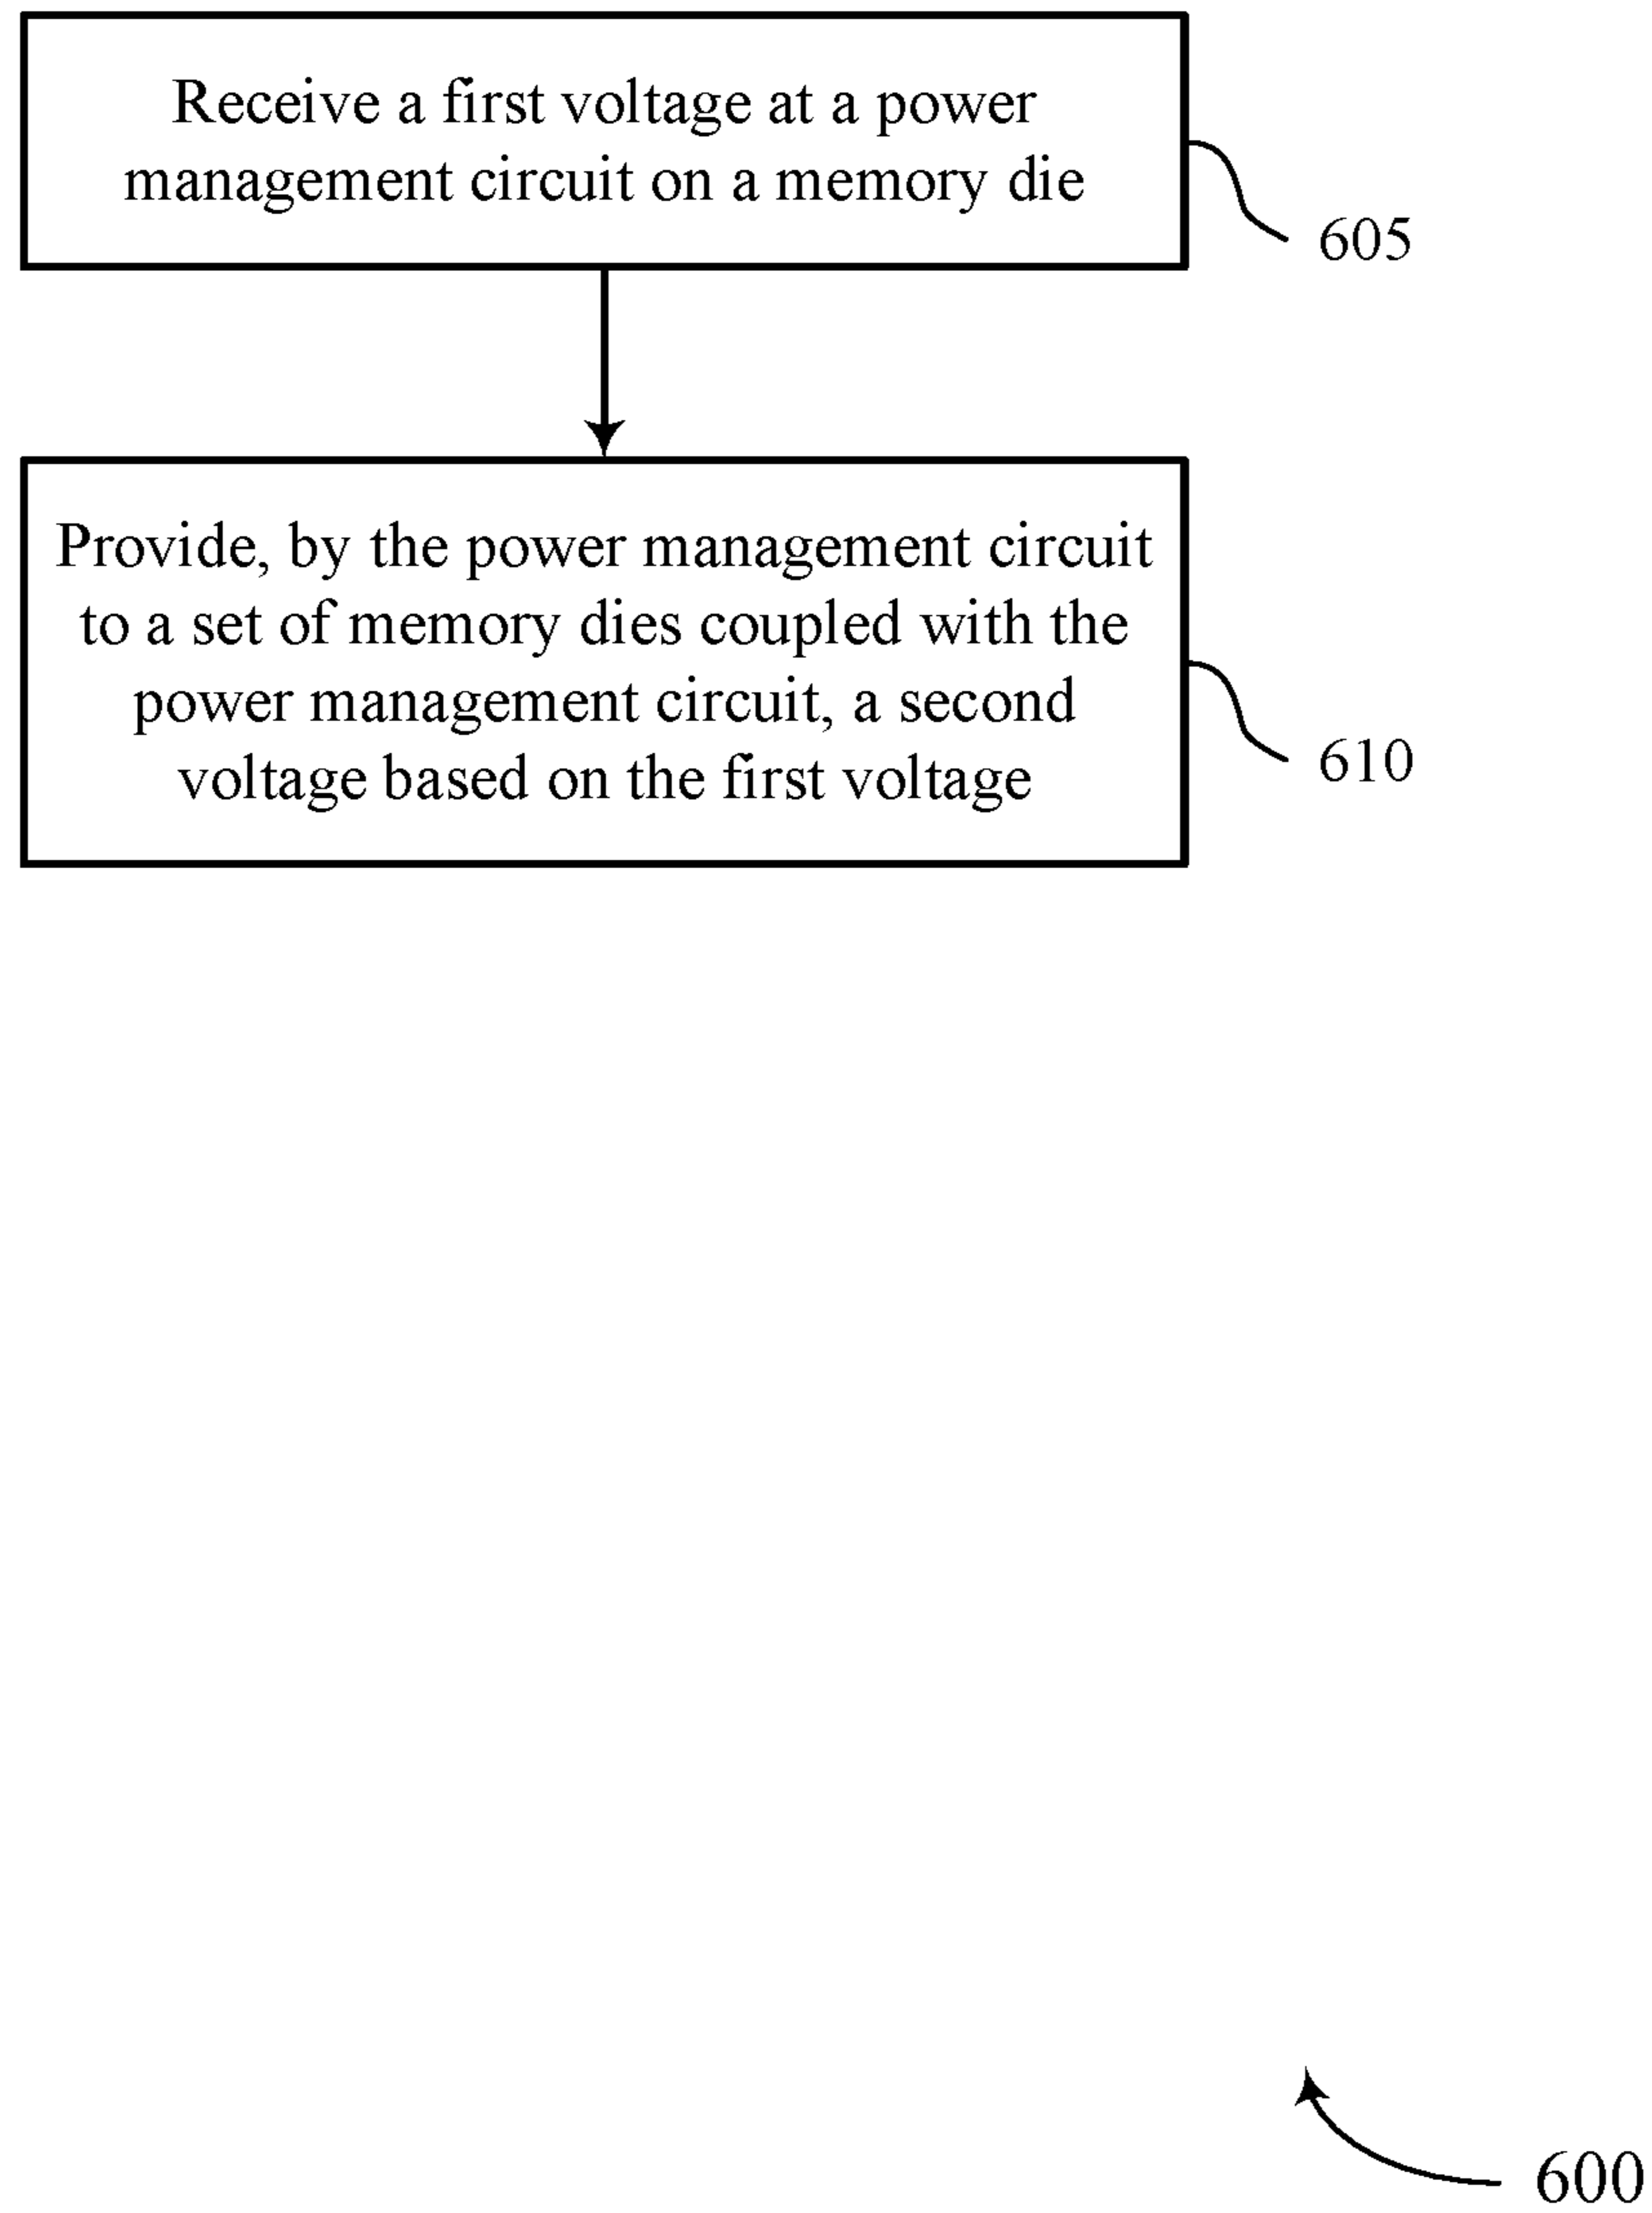 Receive a first voltage at a power
management circuit on a memory die
605
Provide, by the power management circuit
to a set of memory dies coupled with the
power management circuit, a second
voltage based on the first voltage
610
600